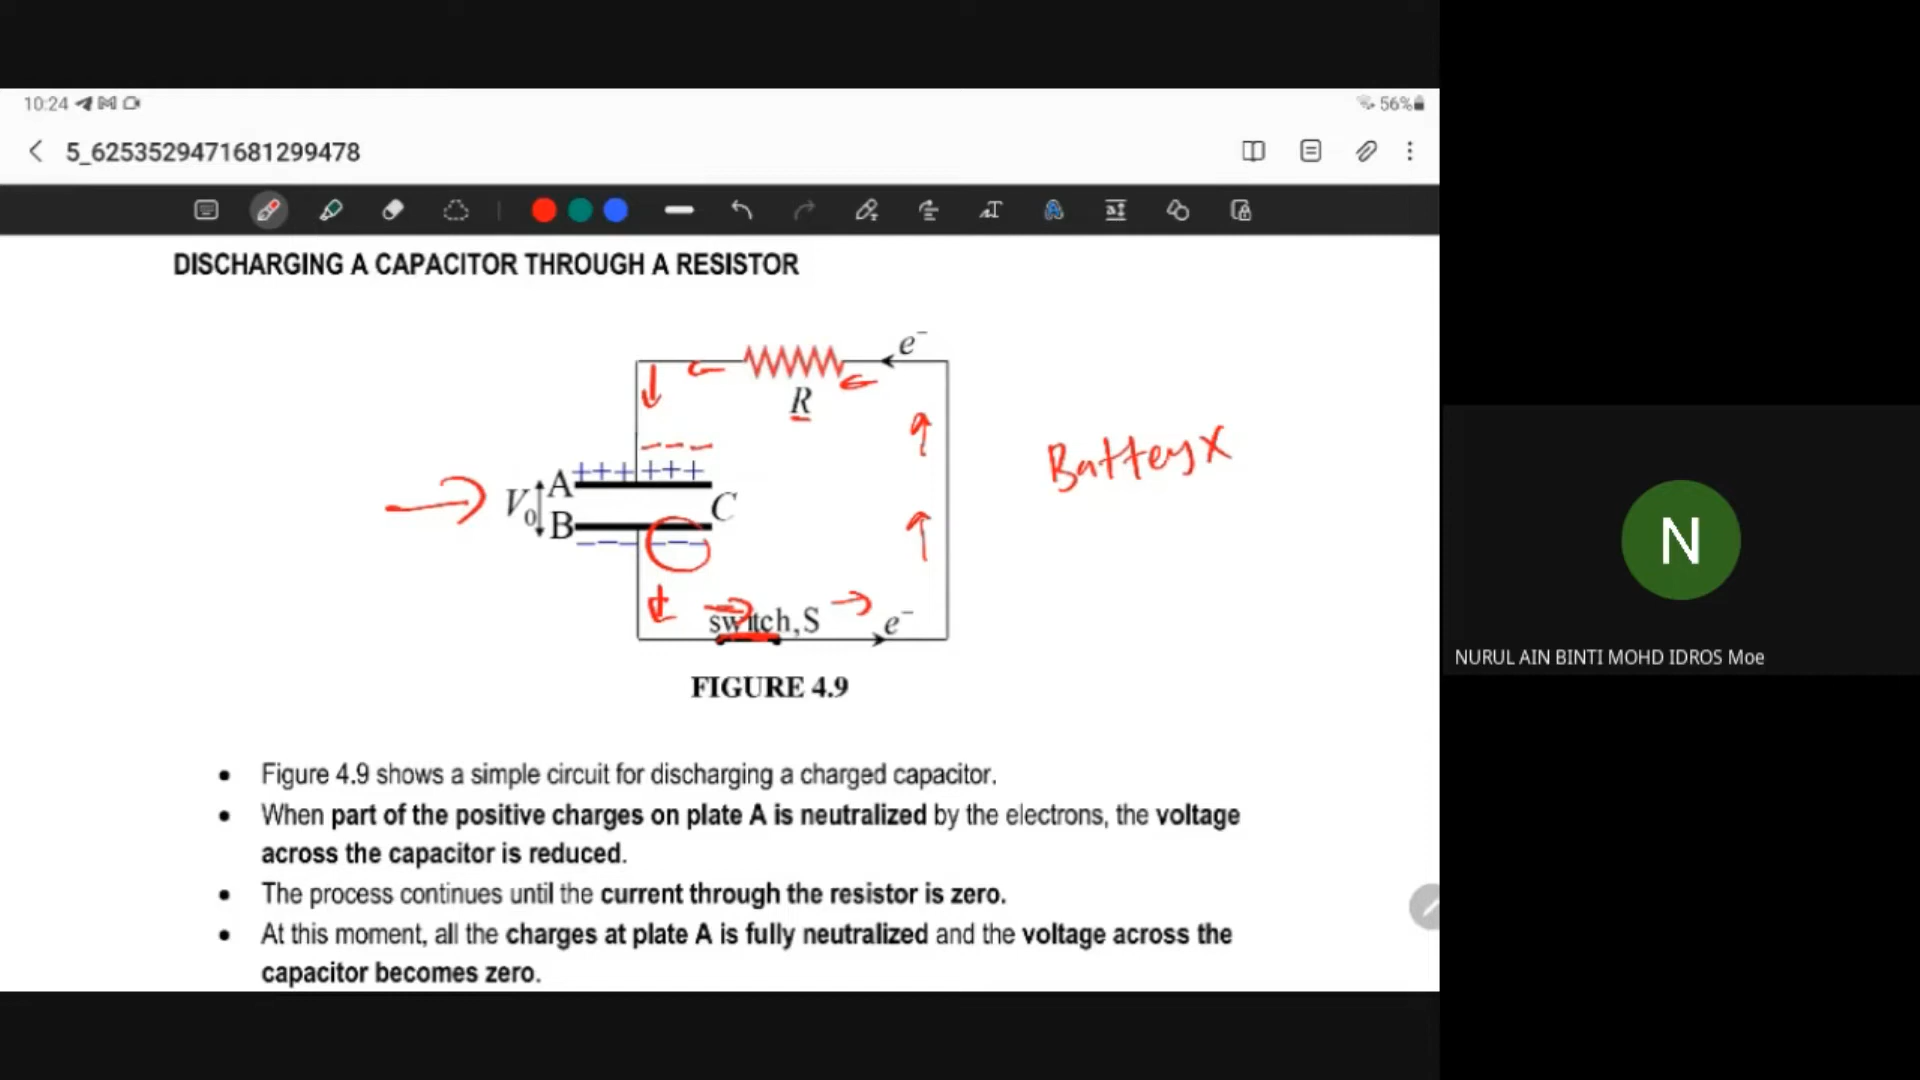 10:24
56%
5_6253529471681299478
DISCHARGING A CAPACITOR THROUGH A RESISTOR
e⁻
R
Battery X
+++ +++
V₀
A
C
B
switch, S
e⁻
FIGURE 4.9
• Figure 4.9 shows a simple circuit for discharging a charged capacitor.
• When part of the positive charges on plate A is neutralized by the electrons, the voltage
across the capacitor is reduced.
• The process continues until the current through the resistor is zero.
• At this moment, all the charges at plate A is fully neutralized and the voltage across the
capacitor becomes zero.
N
NURUL AIN BINTI MOHD IDROS Moe